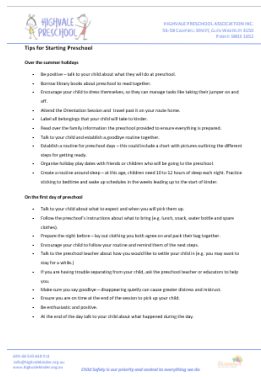 HIGHVALE
PRESCHOOL
HIGHVALE PRESCHOOL ASSOCIATION INC
Tips for Starting Preschool
Over the summer holidays
• Be positive – talk to your child about what they will do at preschool.
• Borrow library books about preschool to read together.
• Encourage your child to dress themselves, so they can manage tasks like taking their jumper on and
off.
• Attend the Orientation Session and travel past it on your route home.
• Label all belongings that your child will take to kinder.
• Read over the family information the preschool provided to ensure everything is prepared.
• Talk to your child and establish a goodbye routine together.
• Establish a routine for preschool days – this could include a chart with pictures outlining the different
steps for getting ready.
• Organise holiday play dates with friends or children who will be going to the preschool.
• Create a routine around sleep – at this age, children need 10 to 12 hours of sleep each night. Practice
sticking to bedtime and wake up schedules in the weeks leading up to the start of kinder.
On the first day of preschool
• Talk to your child about what to expect and when you will pick them up.
• Follow the preschool's instructions about what to bring (e.g. lunch, snack, water bottle and spare
clothes).
• Prepare the night before – lay out clothing you both agree on and pack their bag together.
• Encourage your child to follow your routine and remind them of the next steps.
• Talk to the preschool teacher about how you would like to settle your child in (e.g. you may want to
stay for a while.)
• If you are having trouble separating from your child, ask the preschool teacher or educators to help
you.
• Make sure you say goodbye – disappearing quietly can cause greater distress and mistrust.
• Ensure you are on time at the end of the session to pick up your child.
• Be enthusiastic and positive.
• At the end of the day talk to your child about what happened during the day.
Child Safety is our priority and central to everything we do